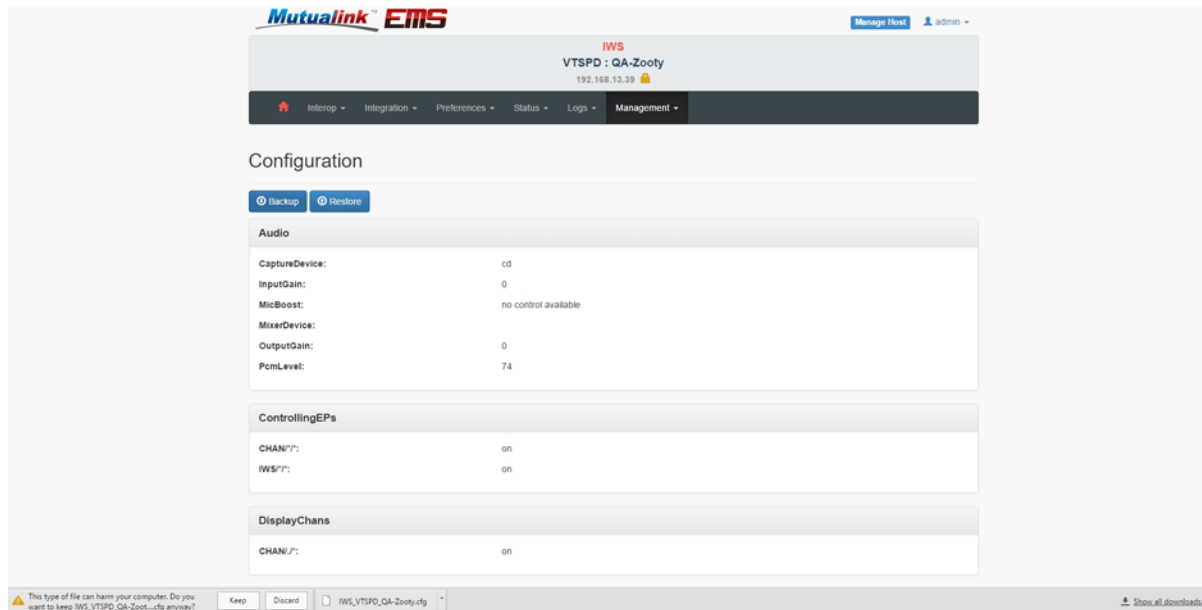 Mutualink™ EMS
Manage Host admin
IWS
VTSPD : QA-Zooty
192.168.13.39
Interop Integration Preferences Status Logs Management
Configuration
Backup Restore
Audio
CaptureDevice: cd
InputGain: 0
MicBoost: no control available
MixerDevice:
OutputGain: 0
PcmLevel: 74
ControllingEPs
CHAN/*/*: on
IWS/*/*: on
DisplayChans
CHAN/./*: on
This type of file can harm your computer. Do you
want to keep IWS_VTSPD_QA-Zoot....cfg anyway?
Keep Discard IWS_VTSPD_QA-Zooty.cfg Show all downloads